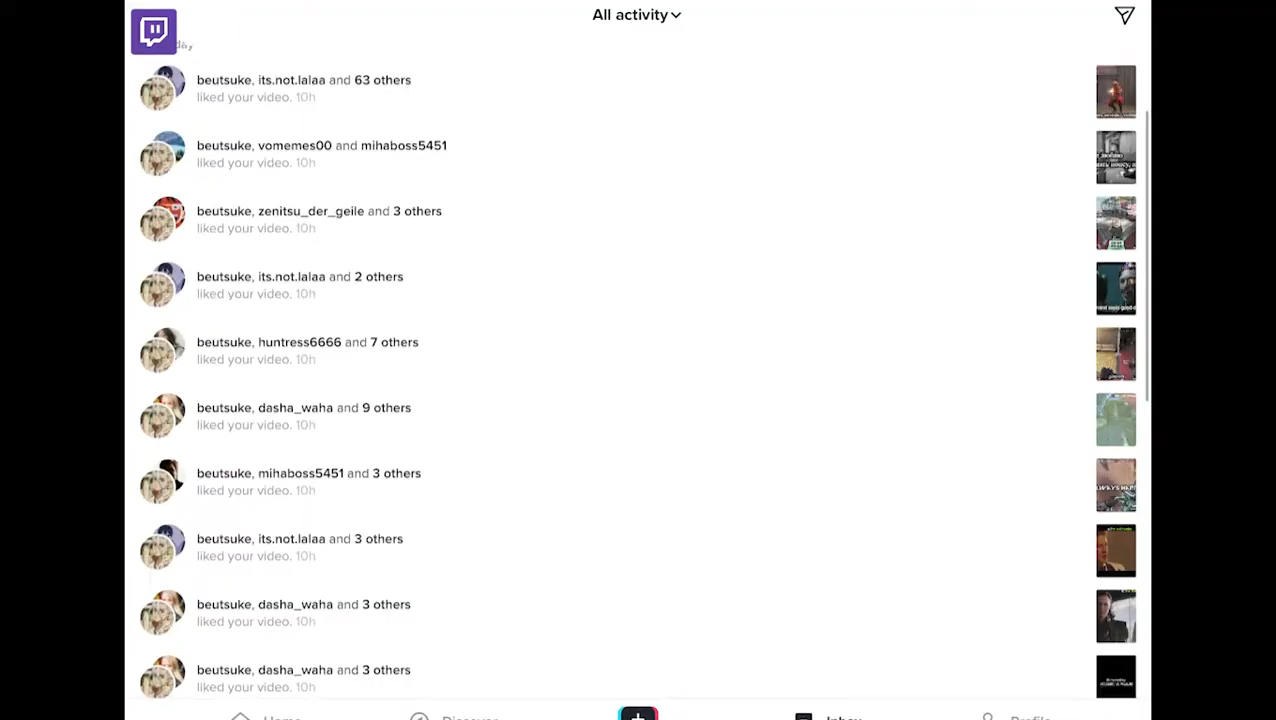 All activity
beutsuke, its.not.lalaa and 63 others
liked your video. 10h
beutsuke, vomemes00 and mihaboss5451
liked your video. 10h
beutsuke, zenitsu_der_geile and 3 others
liked your video. 10h
beutsuke, its.not.lalaa and 2 others
liked your video. 10h
beutsuke, huntress6666 and 7 others
liked your video. 10h
beutsuke, dasha_waha and 9 others
liked your video. 10h
beutsuke, mihaboss5451 and 3 others
liked your video. 10h
beutsuke, its.not.lalaa and 3 others
liked your video. 10h
beutsuke, dasha_waha and 3 others
liked your video. 10h
beutsuke, dasha_waha and 3 others
liked your video. 10h
Home Discover Inbox Profile